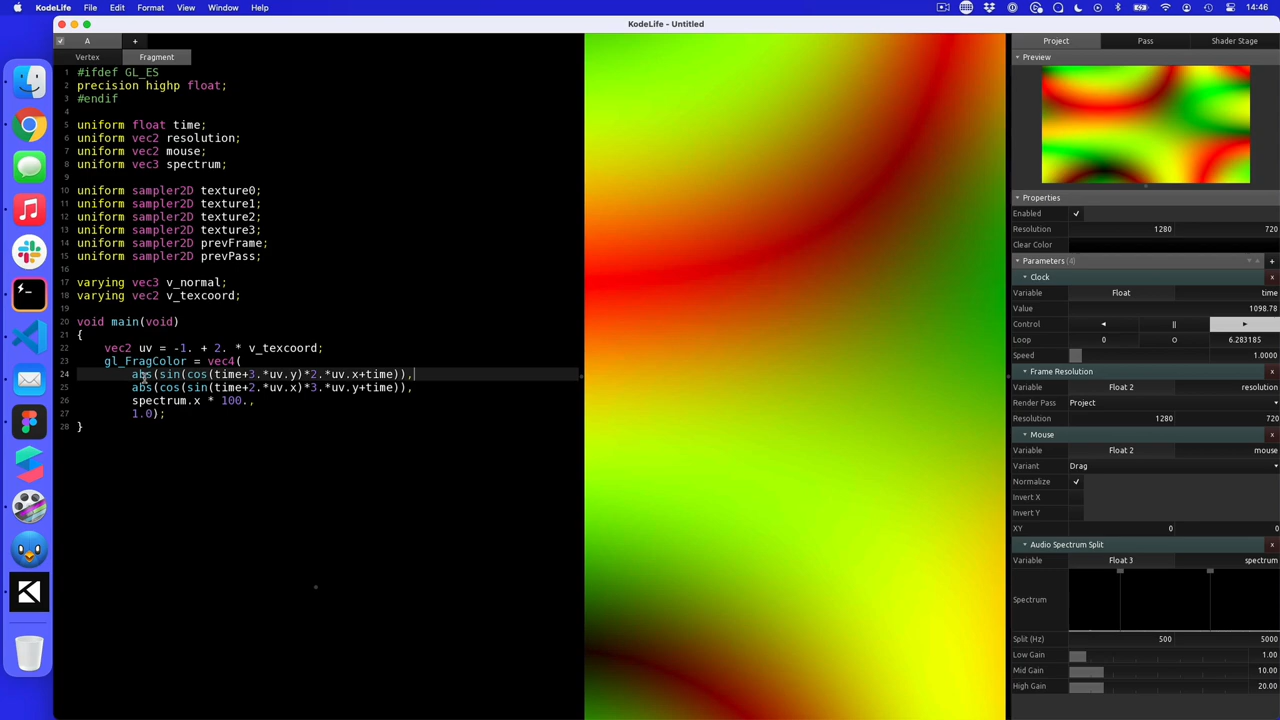 KodeLife File Edit Fragment View Window Help 14:46
KodeLife - Untitled
A +
Vertex Fragment
1 #ifdef GL_ES
2 precision highp float;
3 #endif
4
5 uniform float time;
6 uniform vec2 resolution;
7 uniform vec2 mouse;
8 uniform vec3 spectrum;
9
10 uniform sampler2D texture0;
11 uniform sampler2D texture1;
12 uniform sampler2D texture2;
13 uniform sampler2D texture3;
14 uniform sampler2D prevFrame;
15 uniform sampler2D prevPass;
16
17 varying vec3 v_normal;
18 varying vec2 v_texcoord;
19
20 void main(void)
21 {
22 vec2 uv = -1. + 2. * v_texcoord;
23 gl_FragColor = vec4(
24 abs(sin(cos(time+3.*uv.y)*2.*uv.x+time)),
25 abs(cos(sin(time+2.*uv.x)*3.*uv.y+time)),
26 spectrum.x * 100.,
27 1.0);
28 }
Project Pass Shader Stage
Preview
Properties
Enabled
Resolution 1280 720
Clear Color
Parameters (4) +
Clock x
Variable Float time
Value 1098.78
Control
Loop 0 O 6.283185
Speed 1.0000
Frame Resolution x
Variable Float 2 resolution
Render Pass Project
Resolution 1280 720
Mouse x
Variable Float 2 mouse
Variant Drag
Normalize
Invert X
Invert Y
XY 0 0
Audio Spectrum Split x
Variable Float 3 spectrum
Spectrum
Split (Hz) 500 5000
Low Gain 1.00
Mid Gain 10.00
High Gain 20.00